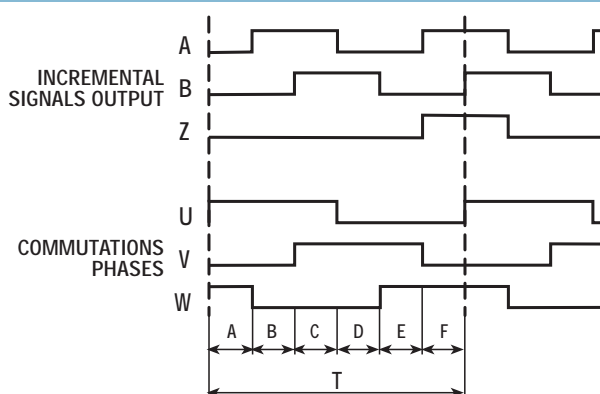 A
INCREMENTAL
SIGNALS OUTPUT
B
Z
U
COMMUTATIONS
PHASES
V
W
A B C D E F
T